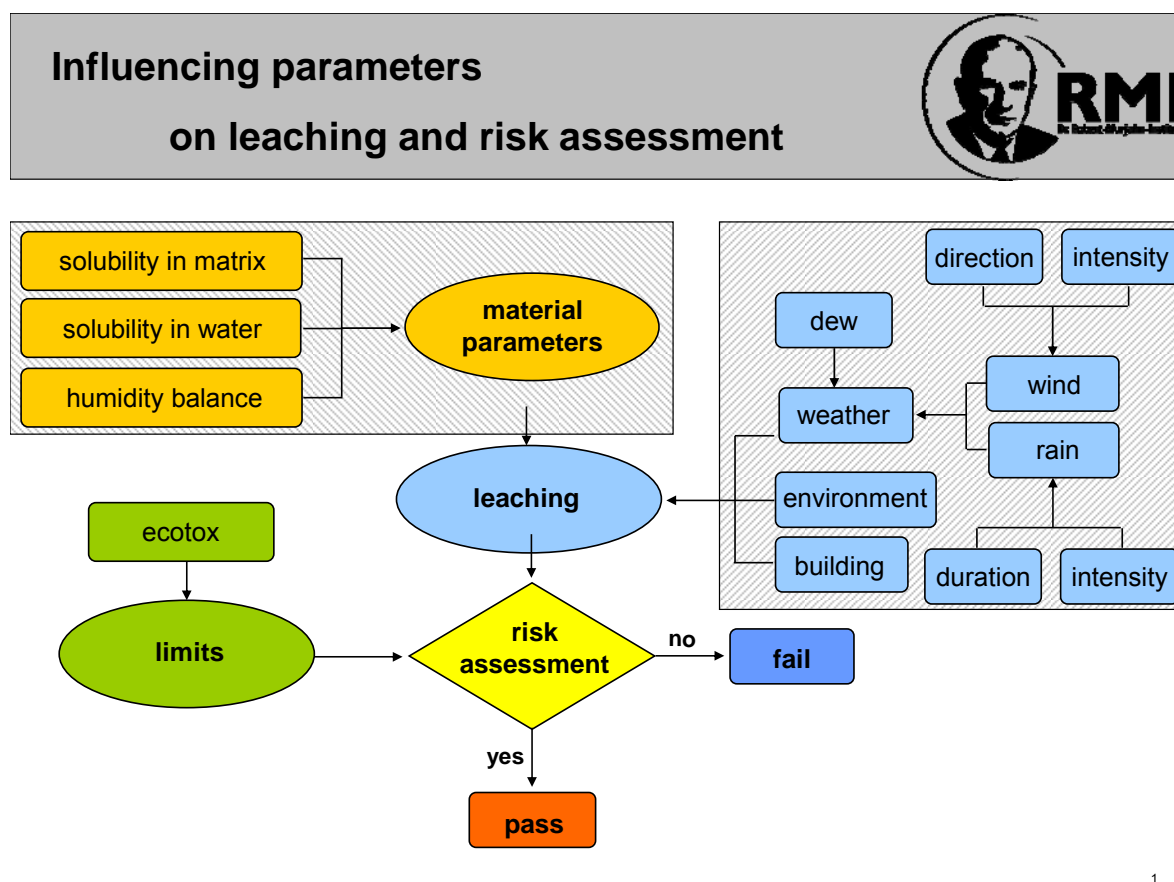 Influencing parameters
on leaching and risk assessment
RMI
solubility in matrix
solubility in water
humidity balance
material
parameters
direction
intensity
dew
wind
weather
rain
leaching
environment
building
duration
intensity
ecotox
limits
risk
assessment
no
fail
yes
pass
1